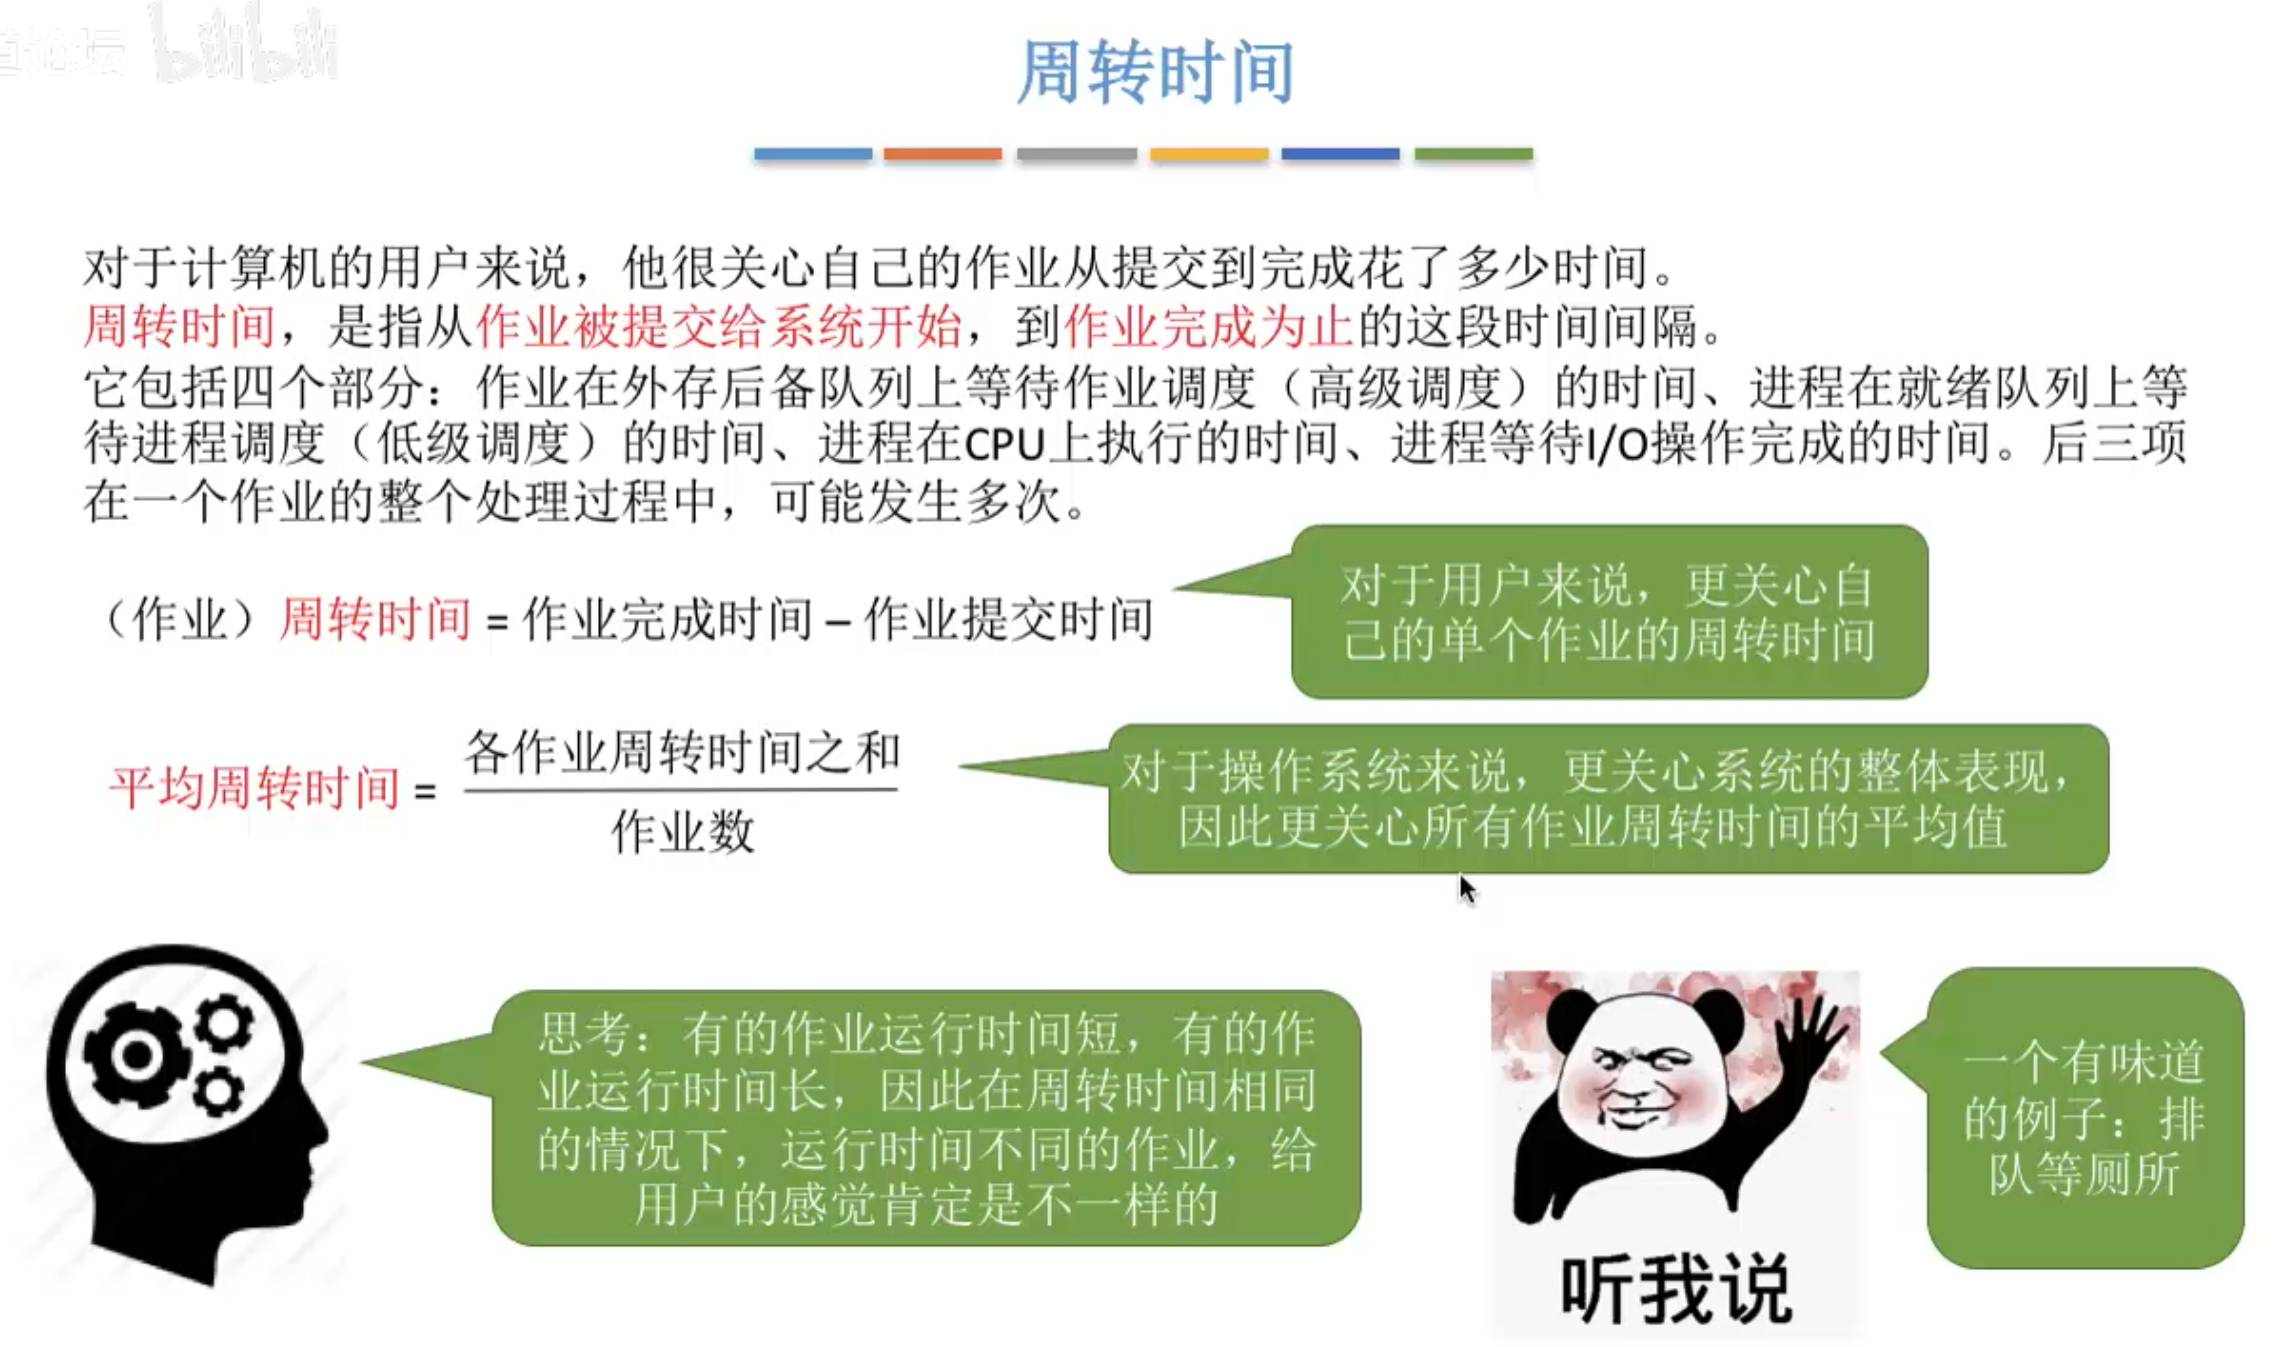 道论坛 bilibili
周转时间
对于计算机的用户来说，他很关心自己的作业从提交到完成花了多少时间。
周转时间，是指从作业被提交给系统开始，到作业完成为止的这段时间间隔。
它包括四个部分：作业在外存后备队列上等待作业调度（高级调度）的时间、进程在就绪队列上等
待进程调度（低级调度）的时间、进程在CPU上执行的时间、进程等待I/O操作完成的时间。后三项
在一个作业的整个处理过程中，可能发生多次。
（作业）周转时间 = 作业完成时间 – 作业提交时间
对于用户来说，更关心自
己的单个作业的周转时间
平均周转时间 =
各作业周转时间之和
作业数
对于操作系统来说，更关心系统的整体表现，
因此更关心所有作业周转时间的平均值
思考：有的作业运行时间短，有的作
业运行时间长，因此在周转时间相同
的情况下，运行时间不同的作业，给
用户的感觉肯定是不一样的
听我说
一个有味道
的例子：排
队等厕所